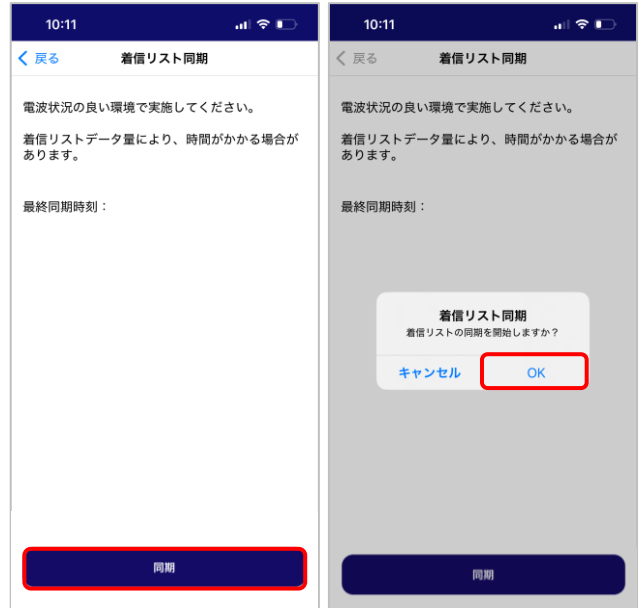 10:11
戻る
着信リスト同期
電波状況の良い環境で実施してください。
着信リストデータ量により、時間がかかる場合が
あります。
最終同期時刻：
同期
10:11
戻る
着信リスト同期
電波状況の良い環境で実施してください。
着信リストデータ量により、時間がかかる場合が
あります。
最終同期時刻：
着信リスト同期
着信リストの同期を開始しますか？
キャンセル
OK
同期